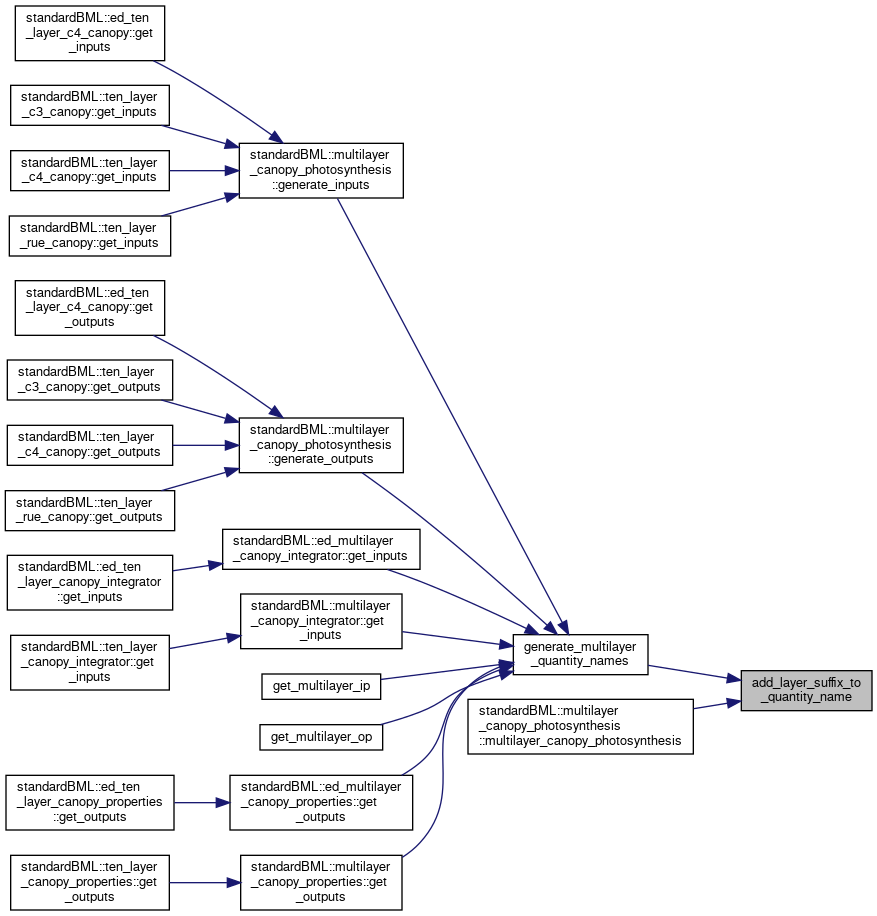 standardBML::ed_ten
_layer_c4_canopy::get
_inputs
standardBML::ten_layer
_c3_canopy::get_inputs
standardBML::ten_layer
_c4_canopy::get_inputs
standardBML::ten_layer
_rue_canopy::get_inputs
standardBML::multilayer
_canopy_photosynthesis
::generate_inputs
standardBML::ed_ten
_layer_c4_canopy::get
_outputs
standardBML::ten_layer
_c3_canopy::get_outputs
standardBML::ten_layer
_c4_canopy::get_outputs
standardBML::ten_layer
_rue_canopy::get_outputs
standardBML::multilayer
_canopy_photosynthesis
::generate_outputs
standardBML::ed_multilayer
_canopy_integrator::get_inputs
standardBML::ed_ten
_layer_canopy_integrator
::get_inputs
standardBML::multilayer
_canopy_integrator::get
_inputs
standardBML::ten_layer
_canopy_integrator::get
_inputs
get_multilayer_ip
get_multilayer_op
generate_multilayer
_quantity_names
add_layer_suffix_to
_quantity_name
standardBML::multilayer
_canopy_photosynthesis
::multilayer_canopy_photosynthesis
standardBML::ed_ten
_layer_canopy_properties
::get_outputs
standardBML::ed_multilayer
_canopy_properties::get
_outputs
standardBML::ten_layer
_canopy_properties::get
_outputs
standardBML::multilayer
_canopy_properties::get
_outputs